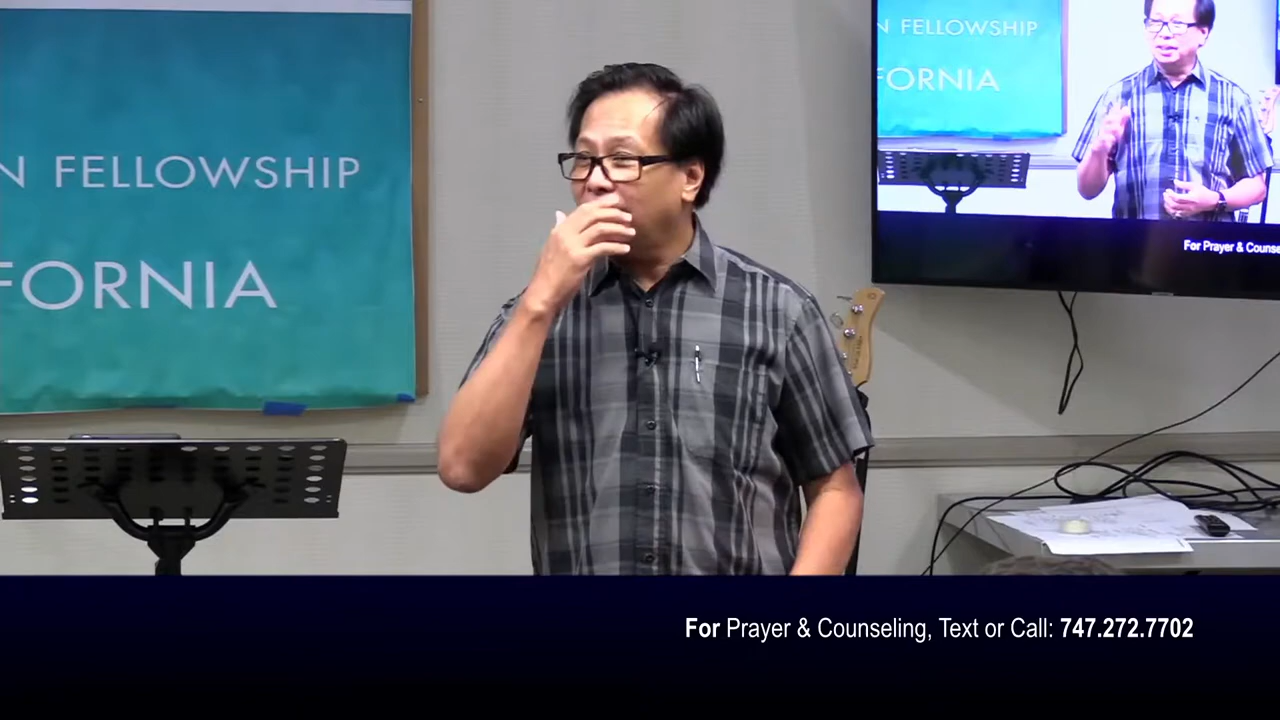 N FELLOWSHIP
FORNIA
N FELLOWSHIP
FORNIA
For Prayer & Counse
For Prayer & Counseling, Text or Call: 747.272.7702